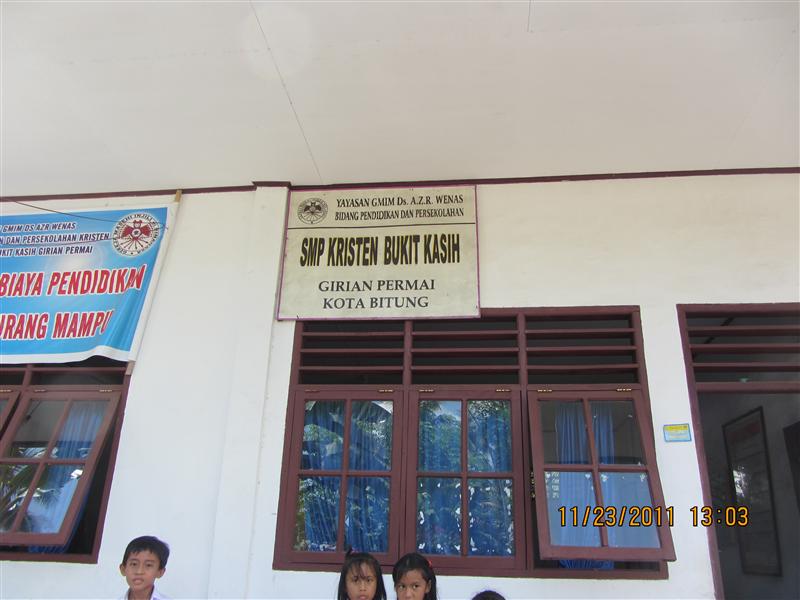 GMIM DS AZR WENAS
AN DAN PERSEKOLAHAN KRISTEN
BUKIT KASIH GIRIAN PERMAI
BIAYA PENDIDIKAN
URANG MAMPU
YAYASAN GMIM Ds. A.Z.R. WENAS
BIDANG PENDIDIKAN DAN PERSEKOLAHAN
SMP KRISTEN BUKIT KASIH
GIRIAN PERMAI
KOTA BITUNG
11/23/2011 13:03